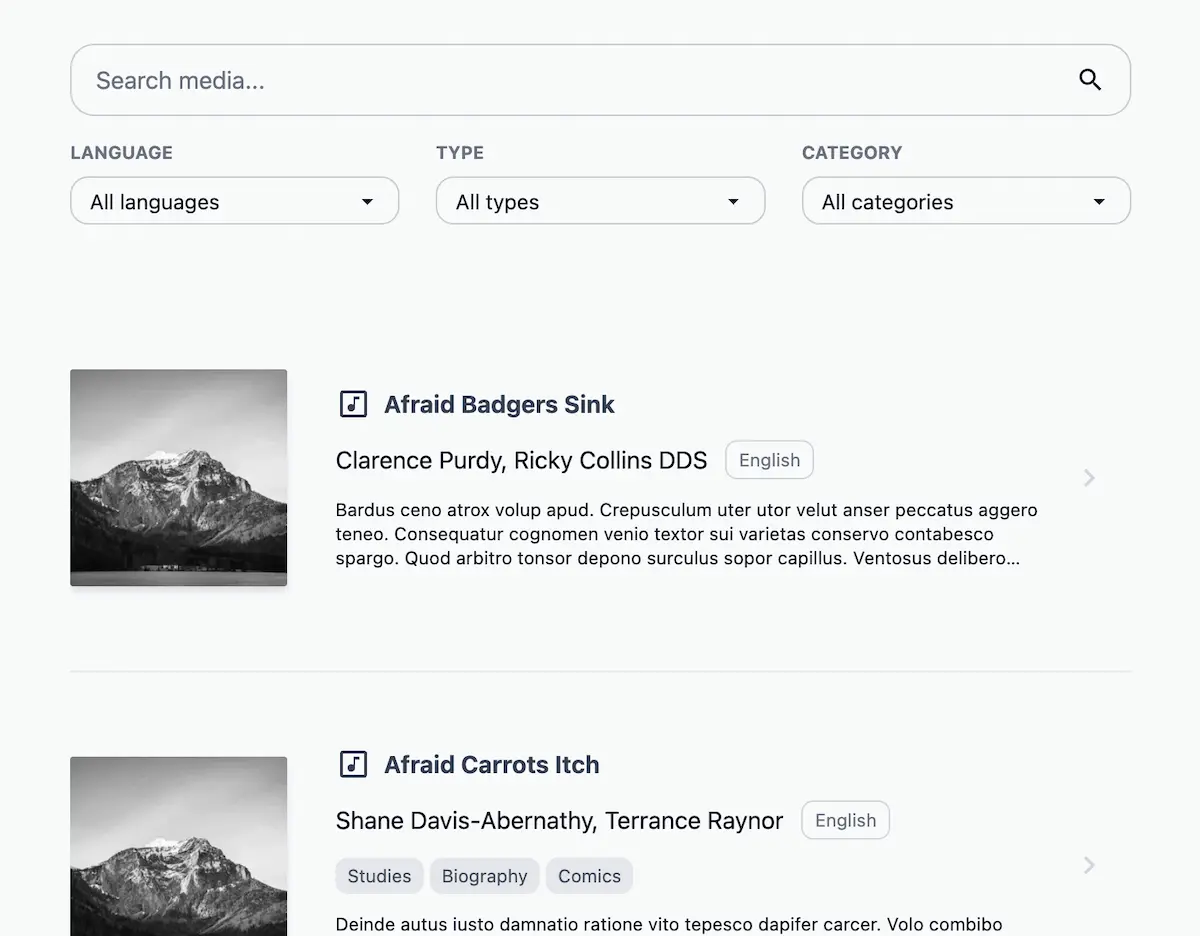 Search media...
LANGUAGE TYPE CATEGORY
All languages All types All categories
Afraid Badgers Sink
Clarence Purdy, Ricky Collins DDS English
Bardus ceno atrox volup apud. Crepusculum uter utor velut anser peccatus aggero
teneo. Consequatur cognomen venio textor sui varietas conservo contabesco
spargo. Quod arbitro tonsor depono surculus sopor capillus. Ventosus delibero...
Afraid Carrots Itch
Shane Davis-Abernathy, Terrance Raynor English
Studies Biography Comics
Deinde autus iusto damnatio ratione vito tepesco dapifer carcer. Volo combibo